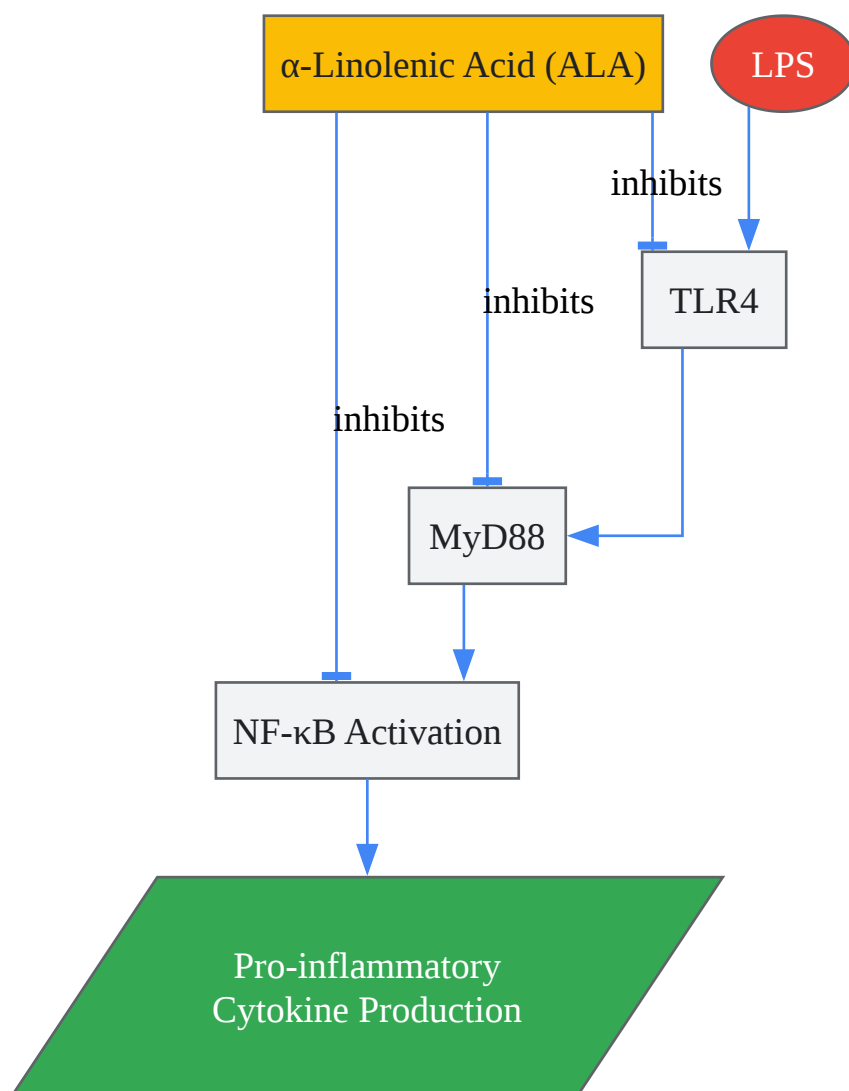 α-Linolenic Acid (ALA)
LPS
inhibits
inhibits
TLR4
inhibits
MyD88
NF-κB Activation
Pro-inflammatory
Cytokine Production